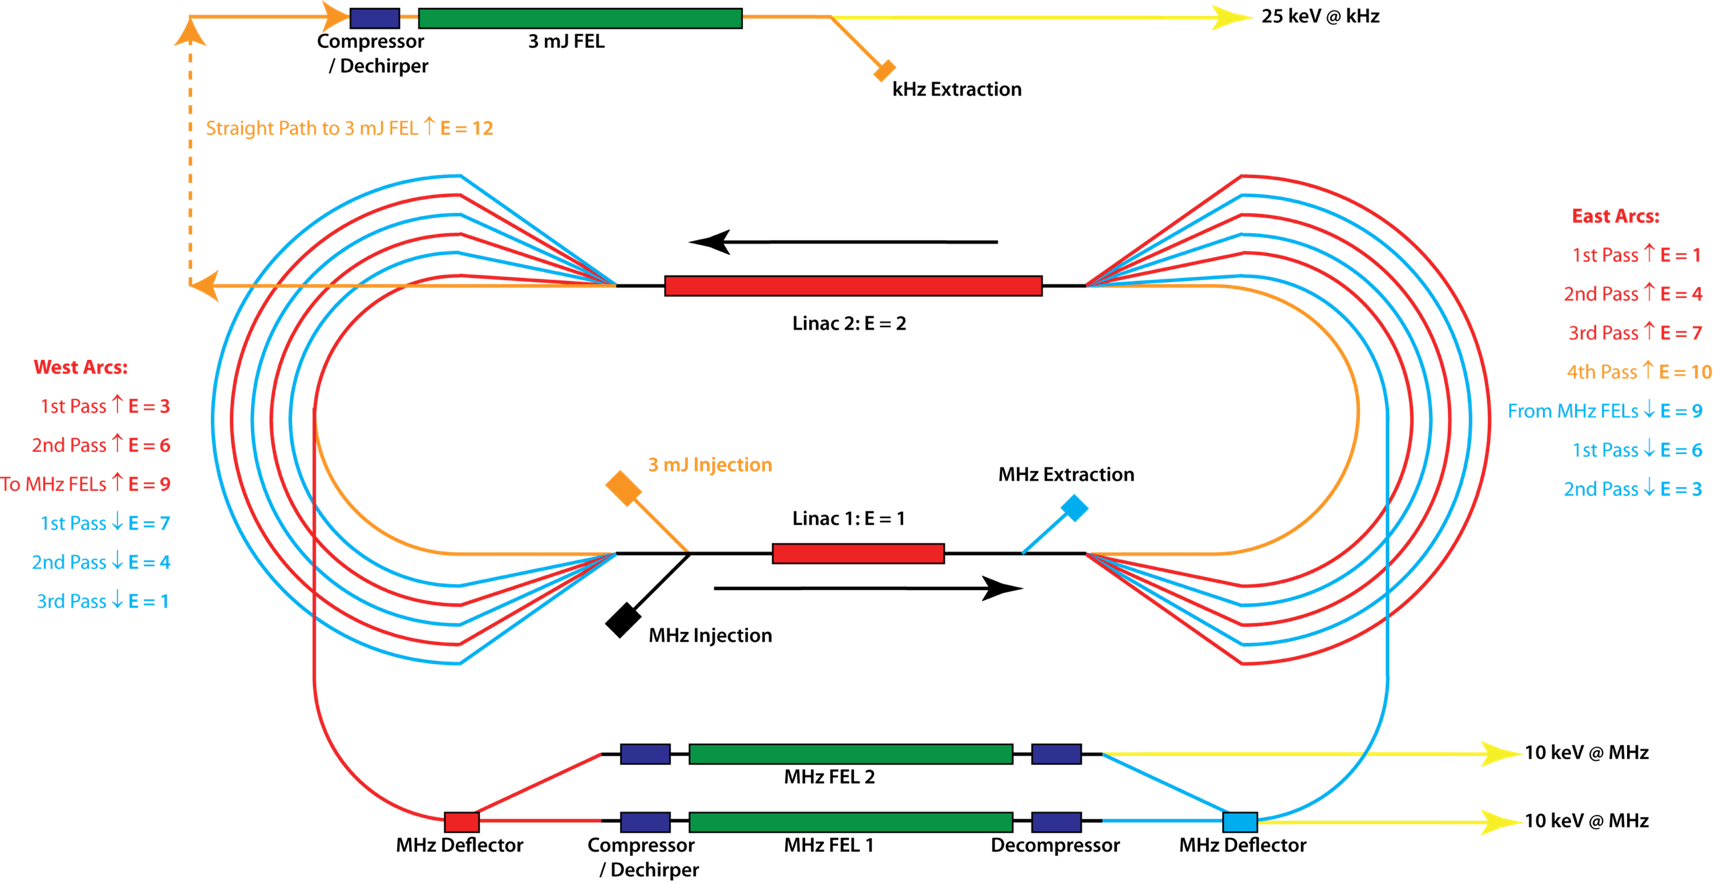 25 keV @ kHz
Compressor
/ Dechirper
3 mJ FEL
kHz Extraction
Straight Path to 3 mJ FEL ↑ E = 12
East Arcs:
1st Pass ↑ E = 1
2nd Pass ↑ E = 4
3rd Pass ↑ E = 7
4th Pass ↑ E = 10
From MHz FELs ↓ E = 9
1st Pass ↓ E = 6
2nd Pass ↓ E = 3
Linac 2: E = 2
West Arcs:
1st Pass ↑ E = 3
2nd Pass ↑ E = 6
To MHz FELs ↑ E = 9
1st Pass ↓ E = 7
2nd Pass ↓ E = 4
3rd Pass ↓ E = 1
3 mJ Injection
MHz Extraction
Linac 1: E = 1
MHz Injection
10 keV @ MHz
MHz FEL 2
10 keV @ MHz
MHz Deflector
Compressor
/ Dechirper
MHz FEL 1
Decompressor
MHz Deflector